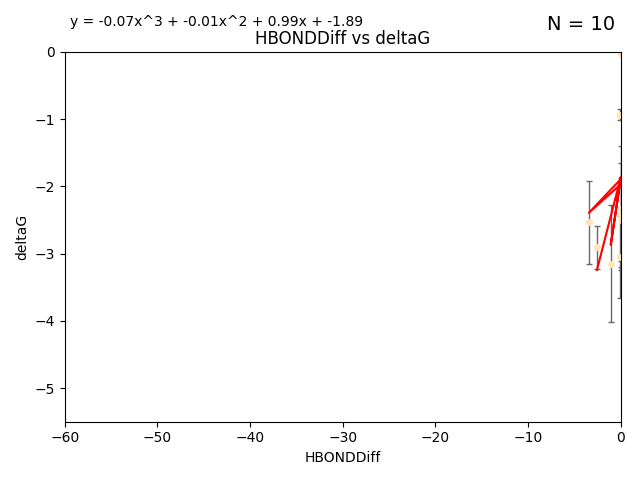 y = -0.07x^3 + -0.01x^2 + 0.99x + -1.89
N = 10
HBONDDiff vs deltaG
0
−1
−2
−3
−4
−5
deltaG
−60 −50 −40 −30 −20 −10 0
HBONDDiff